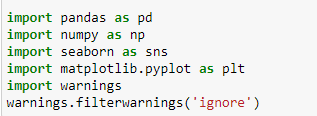 import pandas as pd
import numpy as np
import seaborn as sns
import matplotlib.pyplot as plt
import warnings
warnings.filterwarnings('ignore')